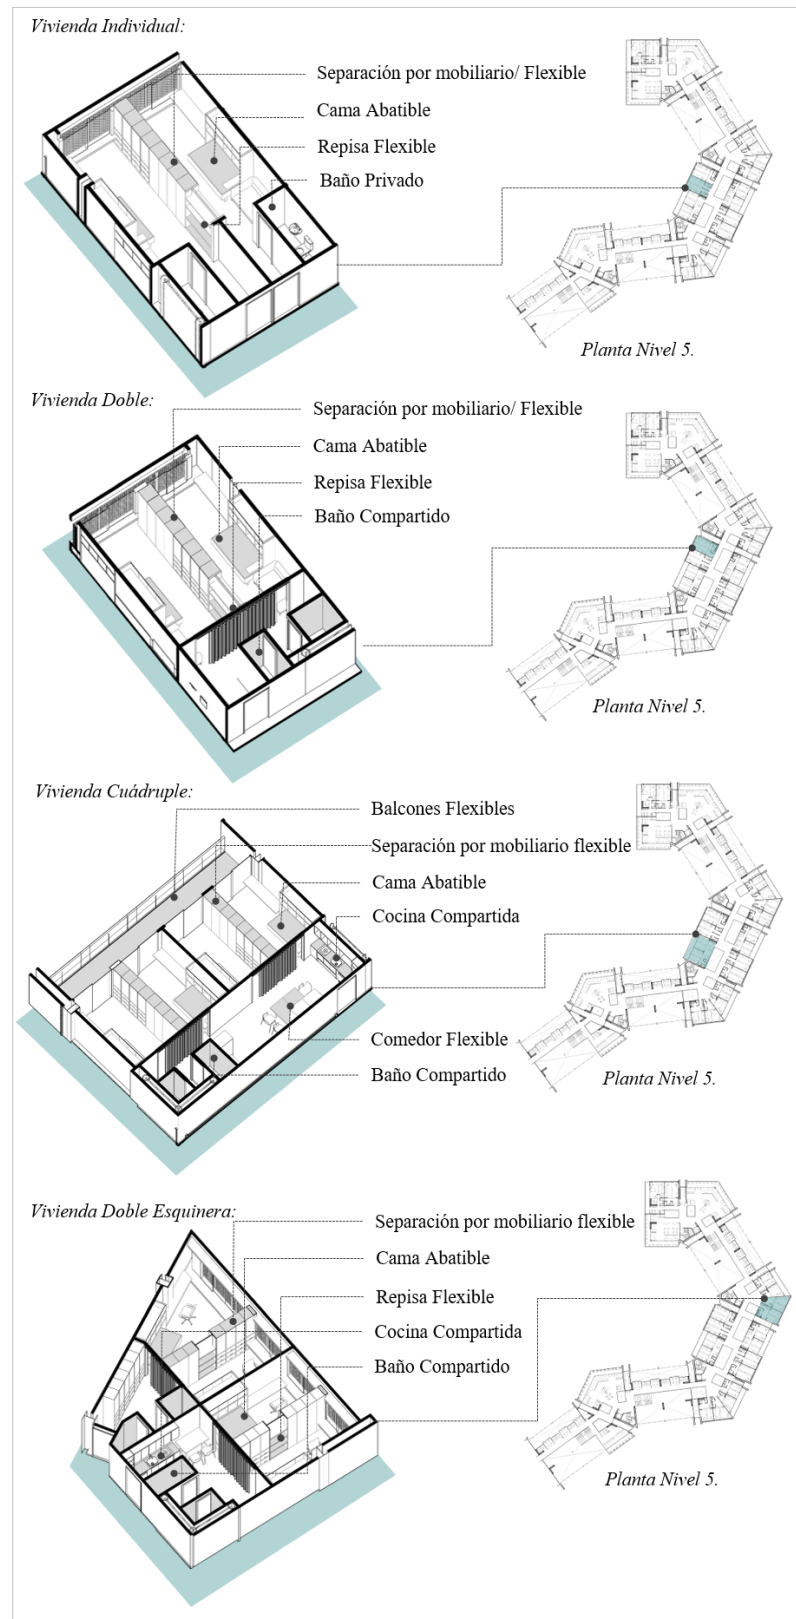 Vivienda Individual:
Separación por mobiliario/ Flexible
Cama Abatible
Repisa Flexible
Baño Privado
Planta Nivel 5.
Vivienda Doble:
Separación por mobiliario/ Flexible
Cama Abatible
Repisa Flexible
Baño Compartido
Planta Nivel 5.
Vivienda Cuádruple:
Balcones Flexibles
Separación por mobiliario flexible
Cama Abatible
Cocina Compartida
Comedor Flexible
Baño Compartido
Planta Nivel 5.
Vivienda Doble Esquinera:
Separación por mobiliario flexible
Cama Abatible
Repisa Flexible
Cocina Compartida
Baño Compartido
Planta Nivel 5.